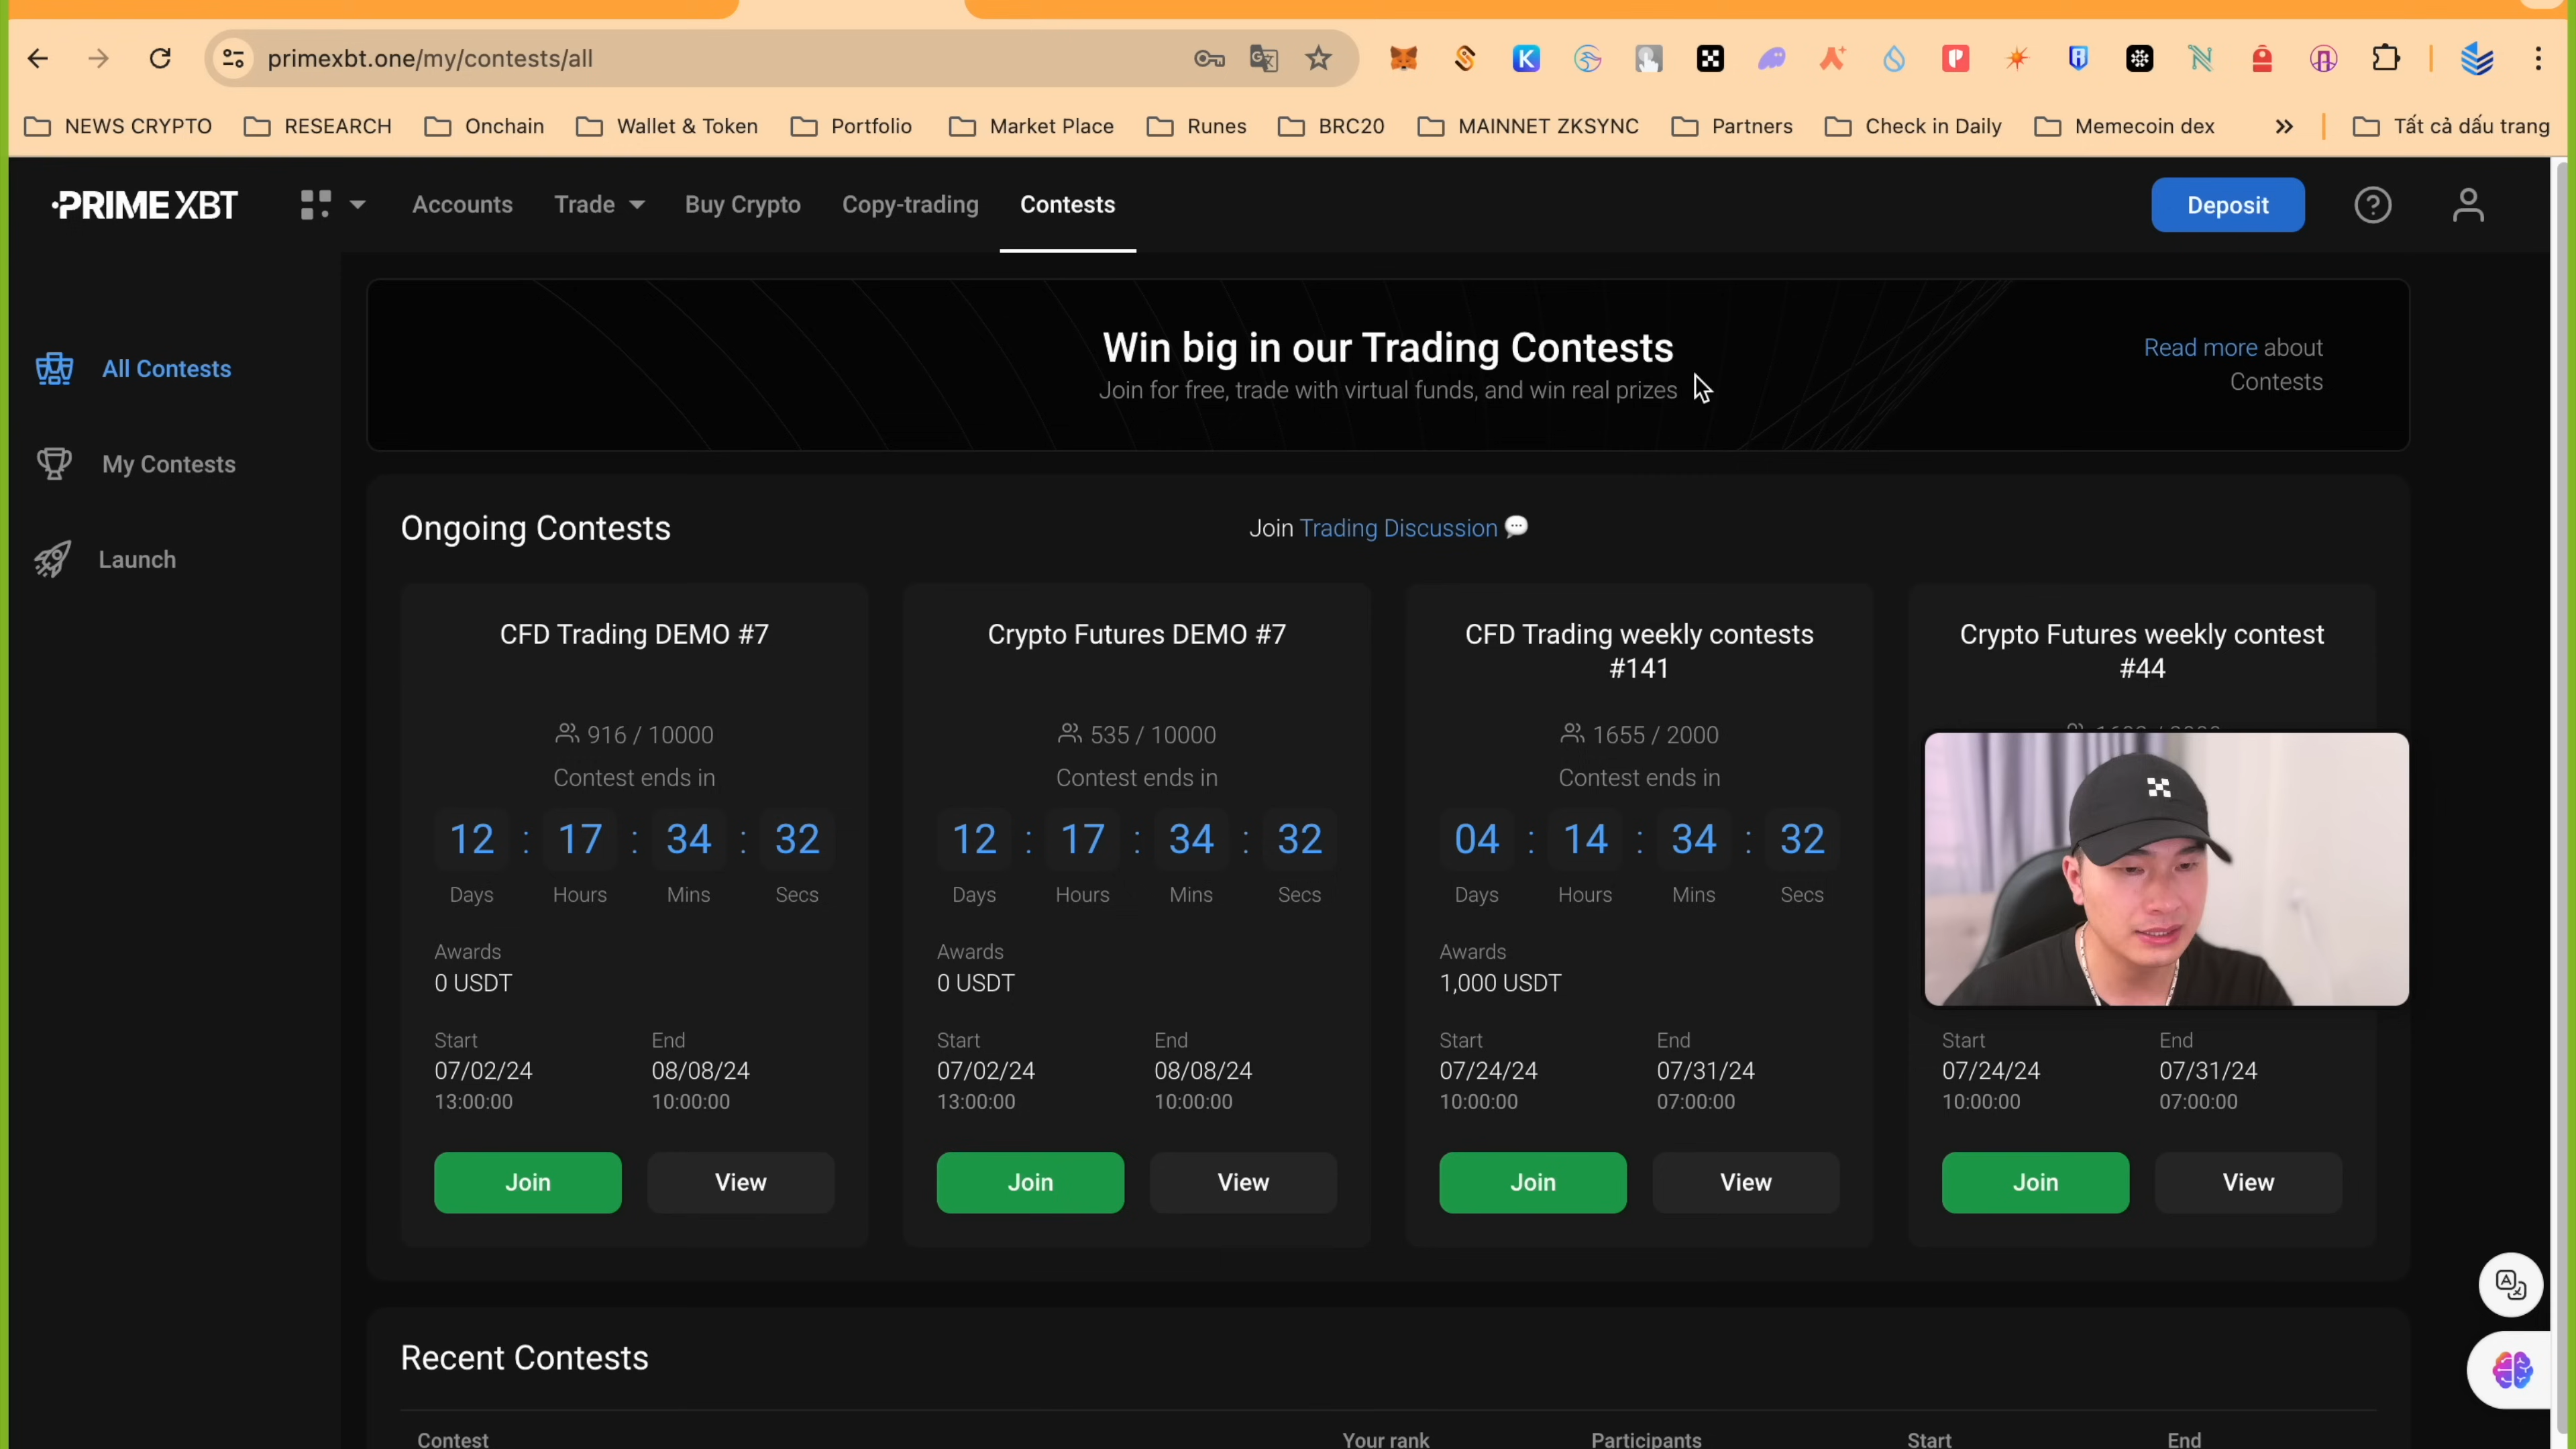 primexbt.one/my/contests/all
NEWS CRYPTO RESEARCH Onchain Wallet & Token Portfolio Market Place Runes BRC20 MAINNET ZKSYNC Partners Check in Daily Memecoin dex Tất cả dấu trang
PRIME XBT Accounts Trade Buy Crypto Copy-trading Contests Deposit
All Contests
My Contests
Launch
Win big in our Trading Contests
Join for free, trade with virtual funds, and win real prizes
Read more about
Contests
Ongoing Contests
Join Trading Discussion
CFD Trading DEMO #7
916 / 10000
Contest ends in
12 : 17 : 34 : 32
Days Hours Mins Secs
Awards
0 USDT
Start End
07/02/24 08/08/24
13:00:00 10:00:00
Join View
Crypto Futures DEMO #7
535 / 10000
Contest ends in
12 : 17 : 34 : 32
Days Hours Mins Secs
Awards
0 USDT
Start End
07/02/24 08/08/24
13:00:00 10:00:00
Join View
CFD Trading weekly contests
#141
1655 / 2000
Contest ends in
04 : 14 : 34 : 32
Days Hours Mins Secs
Awards
1,000 USDT
Start End
07/24/24 07/31/24
10:00:00 07:00:00
Join View
Crypto Futures weekly contest
#44
Start End
07/24/24 07/31/24
10:00:00 07:00:00
Join View
Recent Contests
Contest Your rank Participants Start End